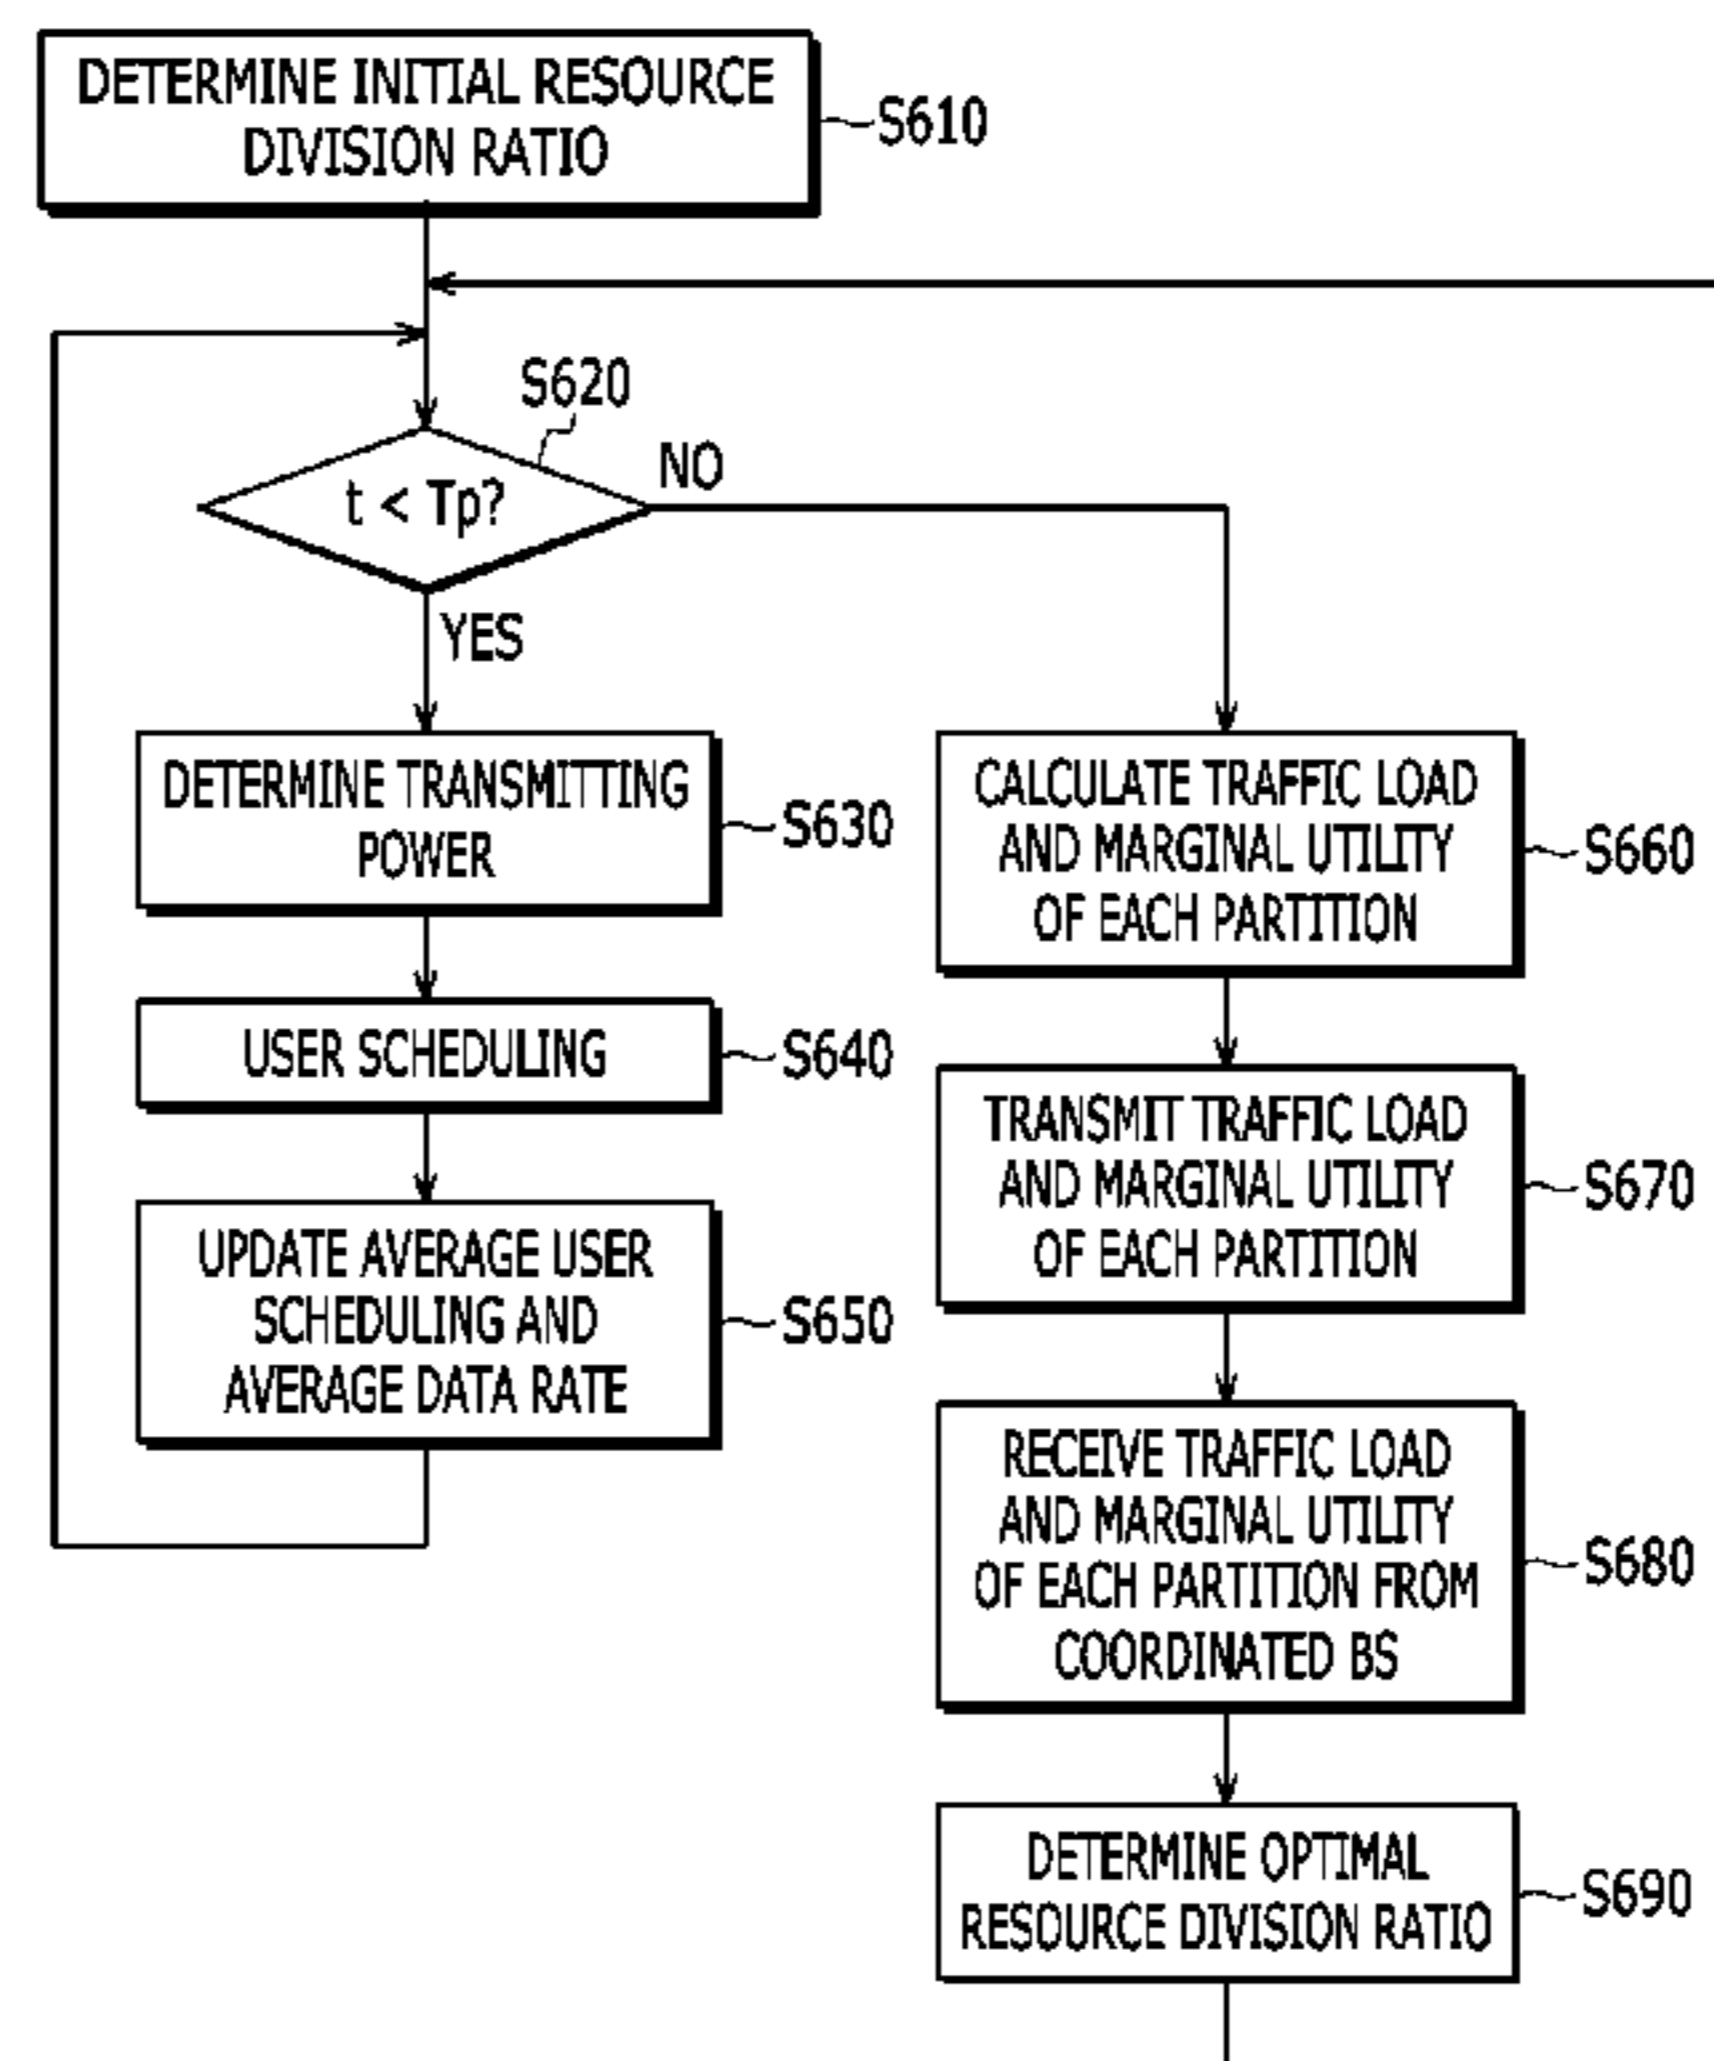 DETERMINE INITIAL RESOURCE
DIVISION RATIO
S610
S620
t < Tp?
NO
YES
DETERMINE TRANSMITTING
POWER
S630
USER SCHEDULING
S640
UPDATE AVERAGE USER
SCHEDULING AND
AVERAGE DATA RATE
S650
CALCULATE TRAFFIC LOAD
AND MARGINAL UTILITY
OF EACH PARTITION
S660
TRANSMIT TRAFFIC LOAD
AND MARGINAL UTILITY
OF EACH PARTITION
S670
RECEIVE TRAFFIC LOAD
AND MARGINAL UTILITY
OF EACH PARTITION FROM
COORDINATED BS
S680
DETERMINE OPTIMAL
RESOURCE DIVISION RATIO
S690